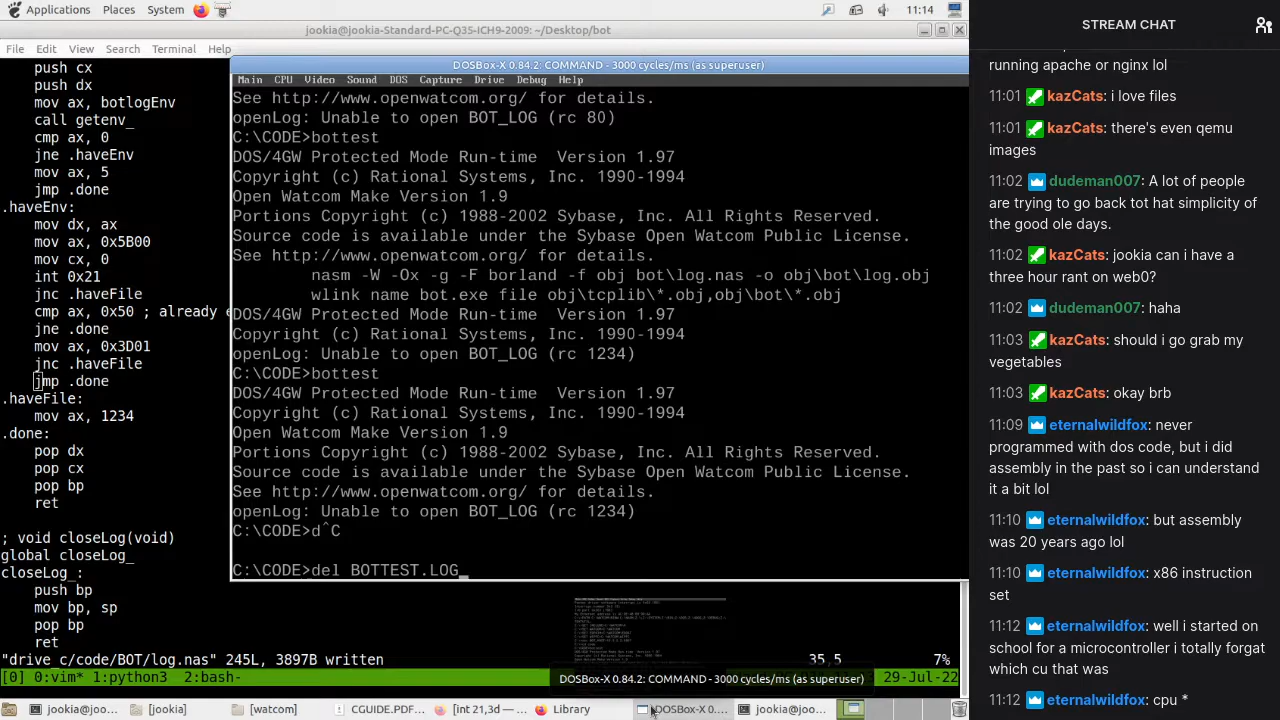 Applications Places System 11:14
jookia@jookia-Standard-PC-Q35-ICH9-2009: ~/Desktop/bot
File Edit View Search Terminal Help
push cx
push dx
mov ax, botlogEnv
call getenv_
cmp ax, 0
jne .haveEnv
mov ax, 5
jmp .done
.haveEnv:
mov dx, ax
mov ax, 0x5B00
mov cx, 0
int 0x21
jnc .haveFile
cmp ax, 0x50 ; already
jne .done
mov ax, 0x3D01
jnc .haveFile
jmp .done
.haveFile:
mov ax, 1234
.done:
pop dx
pop cx
pop bp
ret
; void closeLog(void)
global closeLog_
closeLog_:
push bp
mov bp, sp
pop bp
ret
"drive_c/code/BOT/log.nas" 245L, 3897B written 35,5 7%
[0] 0:vim* 1:python3 2:bash- 29-Jul-22
DOSBox-X 0.84.2: COMMAND - 3000 cycles/ms (as superuser)
Main CPU Video Sound DOS Capture Drive Debug Help
See http://www.openwatcom.org/ for details.
openLog: Unable to open BOT_LOG (rc 80)
C:\CODE>bottest
DOS/4GW Protected Mode Run-time Version 1.97
Copyright (c) Rational Systems, Inc. 1990-1994
Open Watcom Make Version 1.9
Portions Copyright (c) 1988-2002 Sybase, Inc. All Rights Reserved.
Source code is available under the Sybase Open Watcom Public License.
See http://www.openwatcom.org/ for details.
nasm -W -Ox -g -F borland -f obj bot\log.nas -o obj\bot\log.obj
wlink name bot.exe file obj\tcplib\*.obj,obj\bot\*.obj
DOS/4GW Protected Mode Run-time Version 1.97
Copyright (c) Rational Systems, Inc. 1990-1994
openLog: Unable to open BOT_LOG (rc 1234)
C:\CODE>bottest
DOS/4GW Protected Mode Run-time Version 1.97
Copyright (c) Rational Systems, Inc. 1990-1994
Open Watcom Make Version 1.9
Portions Copyright (c) 1988-2002 Sybase, Inc. All Rights Reserved.
Source code is available under the Sybase Open Watcom Public License.
See http://www.openwatcom.org/ for details.
openLog: Unable to open BOT_LOG (rc 1234)
C:\CODE>d^C
C:\CODE>del BOTTEST.LOG_
DOSBox-X 0.84.2: COMMAND - 3000 cycles/ms (as superuser)
jookia@joo... [jookia] [watcom] CGUIDE.PDF... [int 21,3d — ... Library DOSBox-X 0.... jookia@joo...
STREAM CHAT
running apache or nginx lol
11:01 kazCats: i love files
11:01 kazCats: there's even qemu
images
11:02 dudeman007: A lot of people
are trying to go back tot hat simplicity of
the good ole days.
11:02 kazCats: jookia can i have a
three hour rant on web0?
11:02 dudeman007: haha
11:03 kazCats: should i go grab my
vegetables
11:03 kazCats: okay brb
11:09 eternalwildfox: never
programmed with dos code, but i did
assembly in the past so i can understand
it a bit lol
11:10 eternalwildfox: but assembly
was 20 years ago lol
11:10 eternalwildfox: x86 instruction
set
11:12 eternalwildfox: well i started on
school on a microcontroller i totally forgat
which cu that was
11:12 eternalwildfox: cpu *